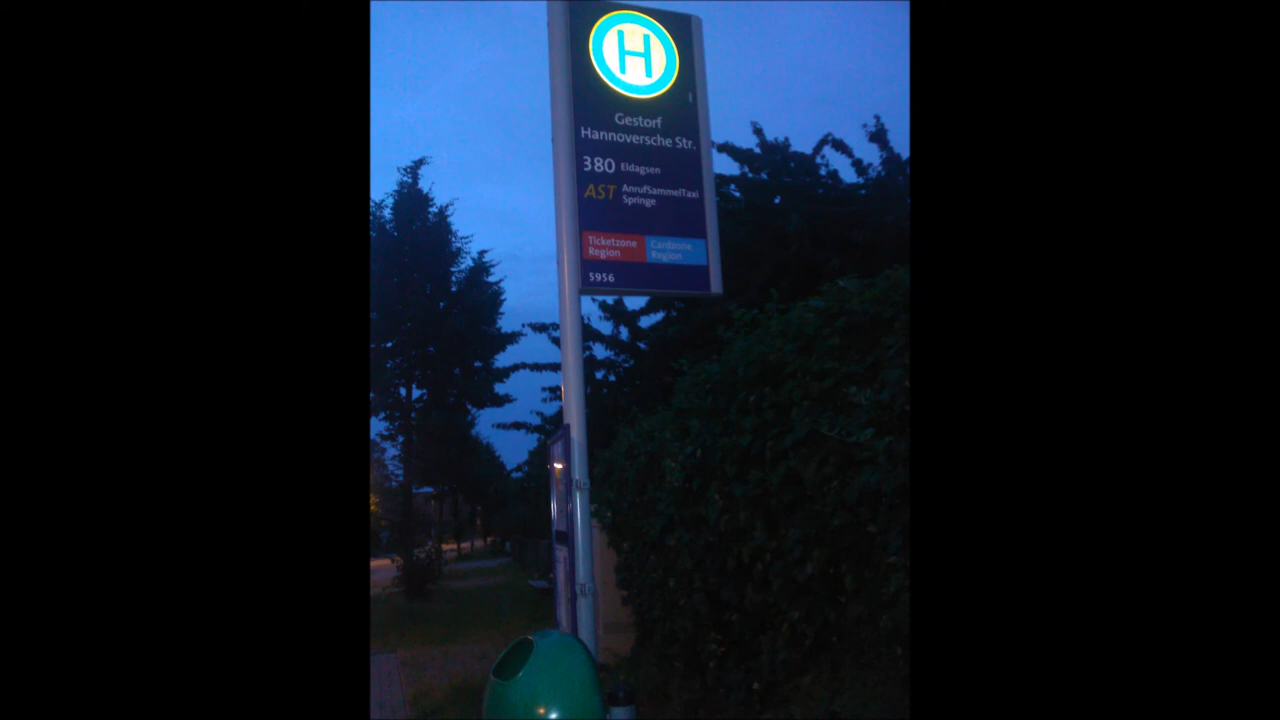 H
Gestorf
Hannoversche Str.
380 Eldagsen
AST AnrufSammelTaxi
Springe
Ticketzone
Region
Cardzone
Region
5956